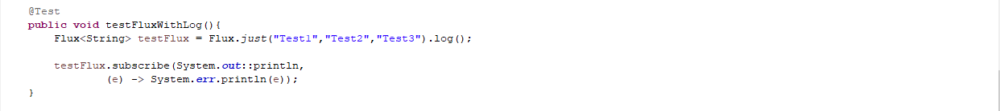 @Test
public void testFluxWithLog(){
Flux<String> testFlux = Flux.just("Test1","Test2","Test3").log();
testFlux.subscribe(System.out::println,
(e) -> System.err.println(e));
}